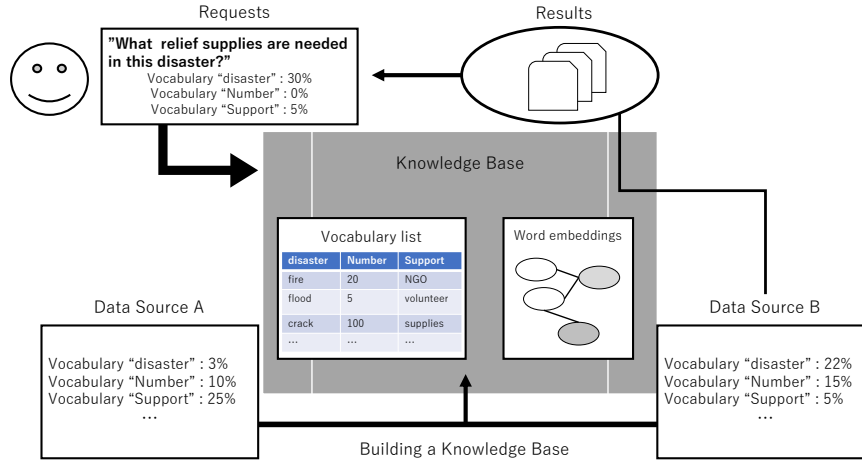 Requests
Results
”What relief supplies are needed
in this disaster?”
Vocabulary “disaster” : 30%
Vocabulary “Number” : 0%
Vocabulary “Support” : 5%
Knowledge Base
Vocabulary list
disaster Number Support
fire 20 NGO
flood 5 volunteer
crack 100 supplies
… … …
Word embeddings
Data Source A
Vocabulary “disaster” : 3%
Vocabulary “Number” : 10%
Vocabulary “Support” : 25%
…
Data Source B
Vocabulary “disaster” : 22%
Vocabulary “Number” : 15%
Vocabulary “Support” : 5%
…
Building a Knowledge Base